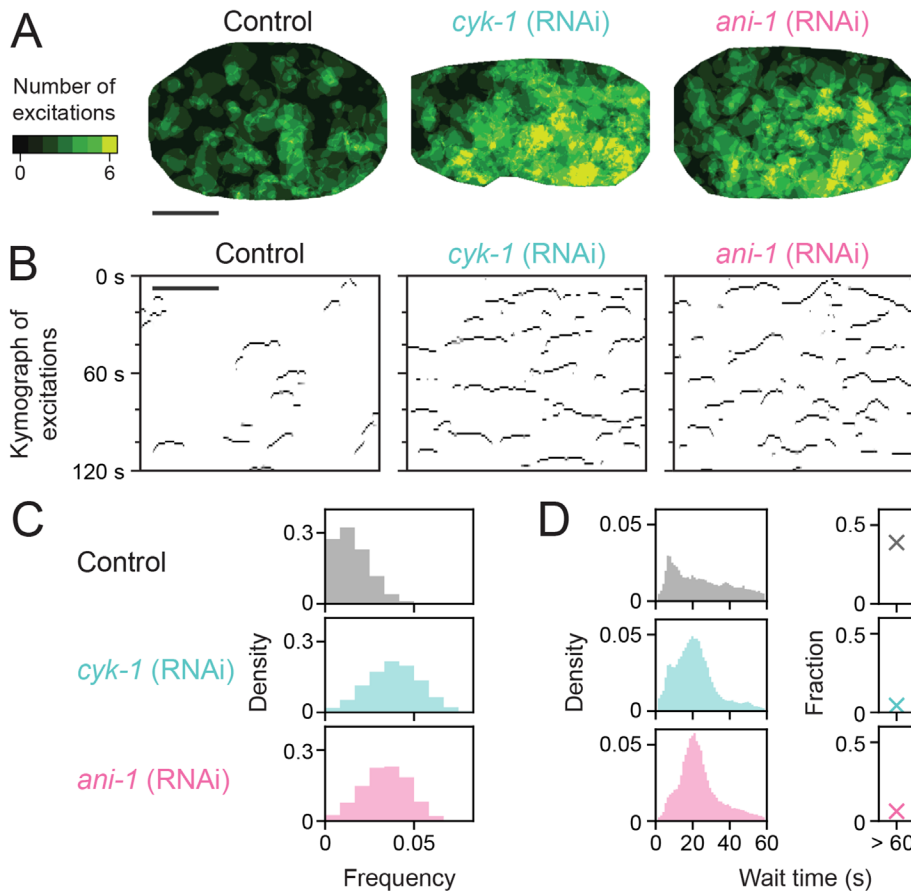 A
Control
cyk-1 (RNAi)
ani-1 (RNAi)
Number of
excitations
0
6
B
Control
cyk-1 (RNAi)
ani-1 (RNAi)
Kymograph of
excitations
0 s
60 s
120 s
C
D
Control
cyk-1 (RNAi)
ani-1 (RNAi)
Density
0.3
0
0.3
0
0.3
0
0
0.05
Frequency
Density
0.05
0
0.05
0
0.05
0
0
20
40
60
Wait time (s)
Fraction
0.5
0
0.5
0
0.5
0
> 60